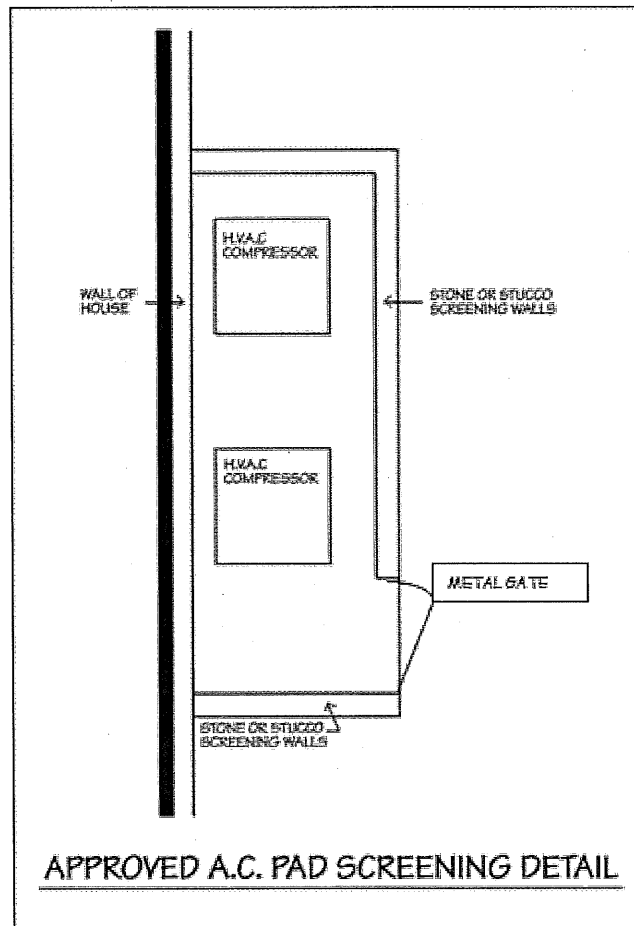 H.V.A.C
COMPRESSOR
WALL OF
HOUSE
STONE OR STUCCO
SCREENING WALLS
H.V.A.C
COMPRESSOR
METAL GATE
STONE OR STUCCO
SCREENING WALLS
APPROVED A.C. PAD SCREENING DETAIL